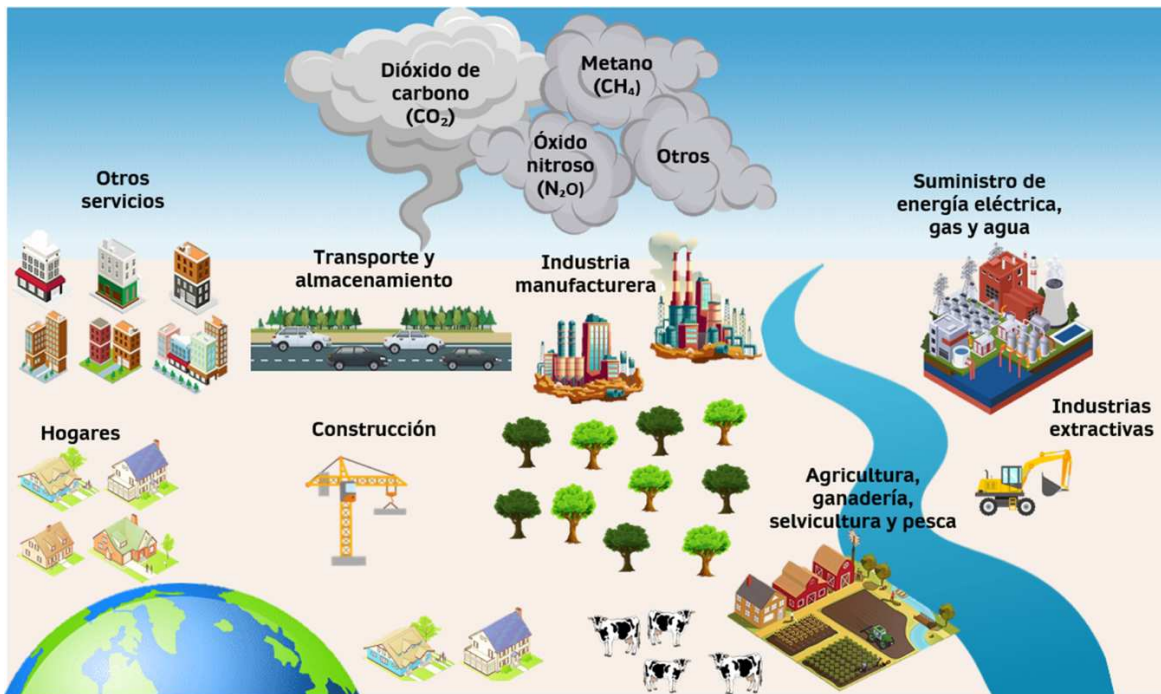 Dióxido de
carbono
(CO₂)
Metano
(CH₄)
Óxido
nitroso
(N₂O)
Otros
Otros
servicios
Transporte y
almacenamiento
Industria
manufacturera
Suministro de
energía eléctrica,
gas y agua
Hogares
Construcción
Industrias
extractivas
Agricultura,
ganadería,
selvicultura y pesca